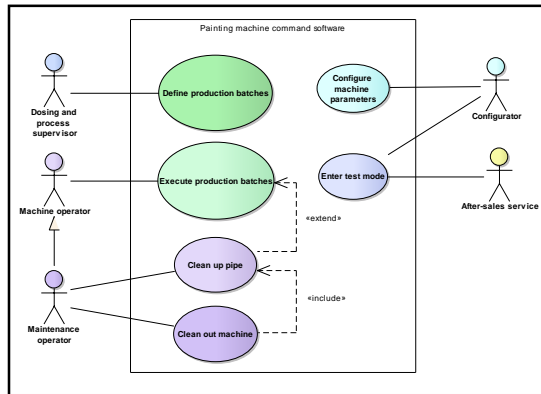 Painting machine command software
Dosing and
process
supervisor
Define production batches
Configure
machine
parameters
Configurator
Machine operator
Execute production batches
Enter test mode
After-sales service
«extend»
Clean up pipe
«include»
Maintenance
operator
Clean out machine